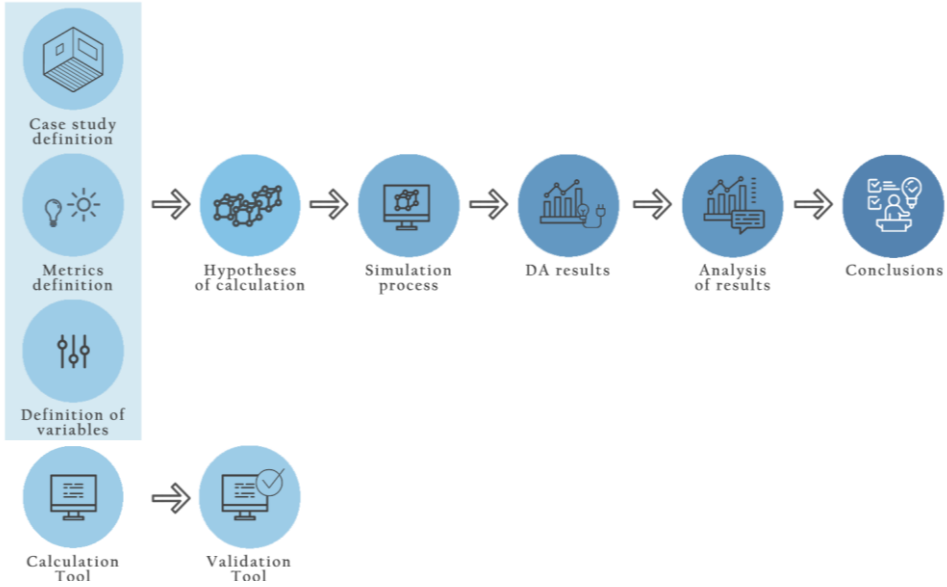 Case study
definition
Metrics
definition
Hypotheses
of calculation
Simulation
process
DA results
Analysis
of results
Conclusions
Definition of
variables
Calculation
Tool
Validation
Tool